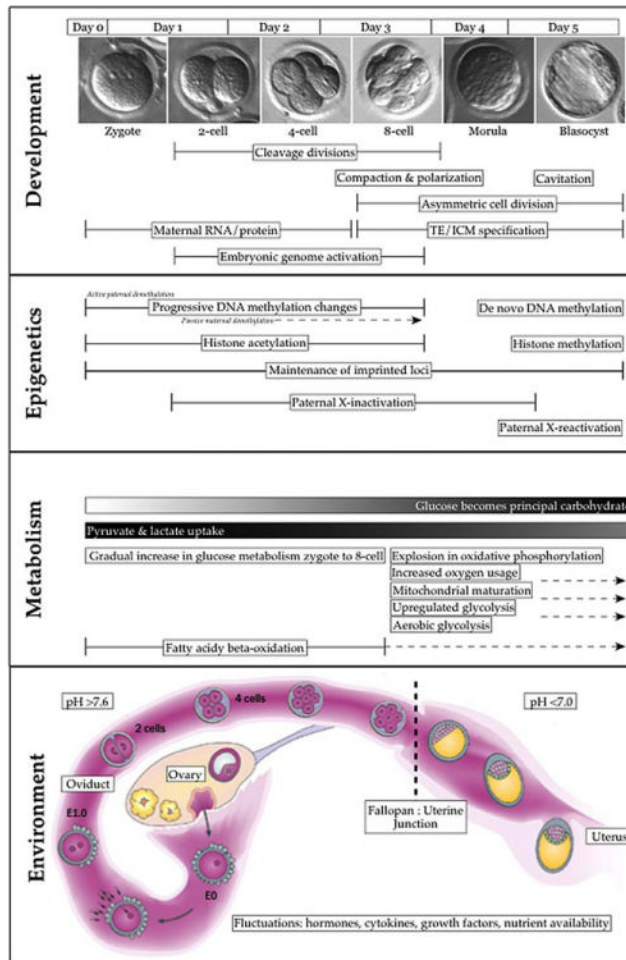 Day 0 Day 1 Day 2 Day 3 Day 4 Day 5
Development
Zygote 2-cell 4-cell 8-cell Morula Blasocyst
Cleavage divisions
Compaction & polarization Cavitation
Asymmetric cell division
Maternal RNA/protein TE/ICM specification
Embryonic genome activation
Epigenetics
Active paternal demethylation
Progressive DNA methylation changes De novo DNA methylation
Passive maternal demethylation
Histone acetylation Histone methylation
Maintenance of imprinted loci
Paternal X-inactivation
Paternal X-reactivation
Metabolism
Glucose becomes principal carbohydrate
Pyruvate & lactate uptake
Gradual increase in glucose metabolism zygote to 8-cell Explosion in oxidative phosphorylation
Increased oxygen usage
Mitochondrial maturation
Upregulated glycolysis
Aerobic glycolysis
Fatty acidy beta-oxidation
Environment
pH >7.6 4 cells pH <7.0
2 cells
Oviduct Ovary
Fallopan : Uterine
Junction
Uterus
E1.0
E0
Fluctuations: hormones, cytokines, growth factors, nutrient availability